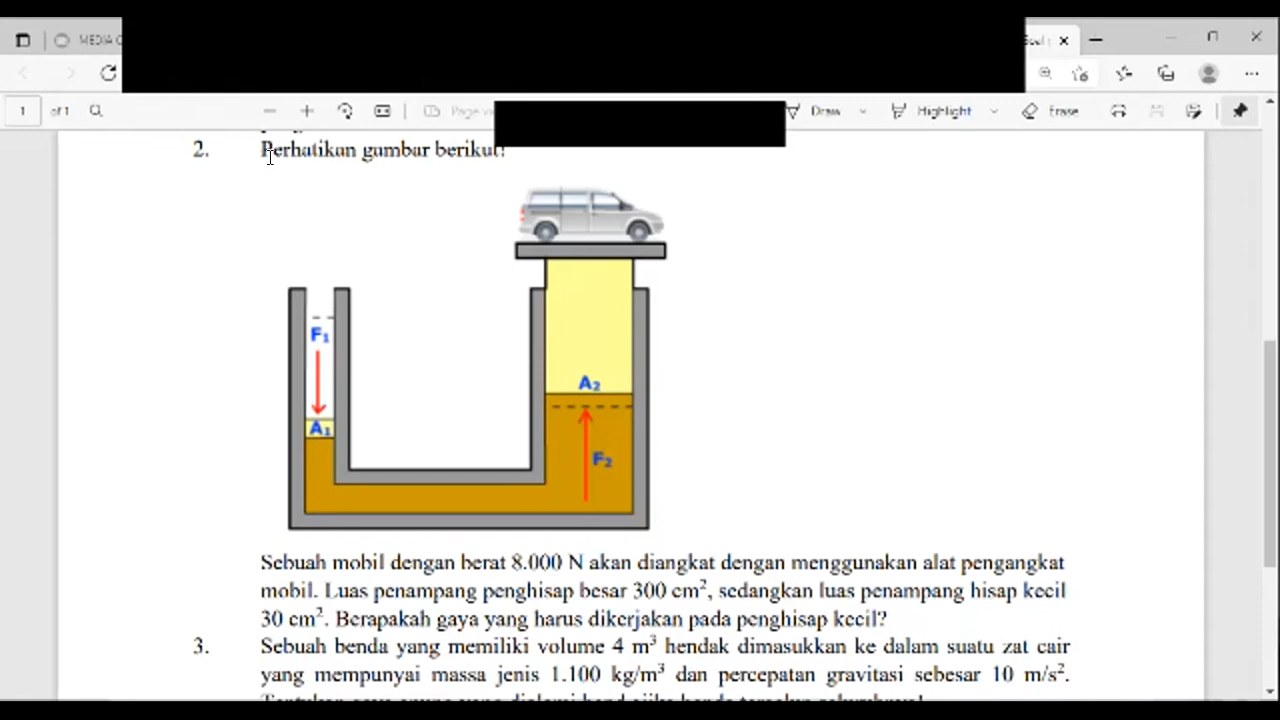 MEDIA
1 of 1
Draw
Highlight
Erase
2. Perhatikan gambar berikut!
F₁
A₂
A₁
F₂
Sebuah mobil dengan berat 8.000 N akan diangkat dengan menggunakan alat pengangkat
mobil. Luas penampang penghisap besar 300 cm², sedangkan luas penampang hisap kecil
30 cm². Berapakah gaya yang harus dikerjakan pada penghisap kecil?
3. Sebuah benda yang memiliki volume 4 m³ hendak dimasukkan ke dalam suatu zat cair
yang mempunyai massa jenis 1.100 kg/m³ dan percepatan gravitasi sebesar 10 m/s².